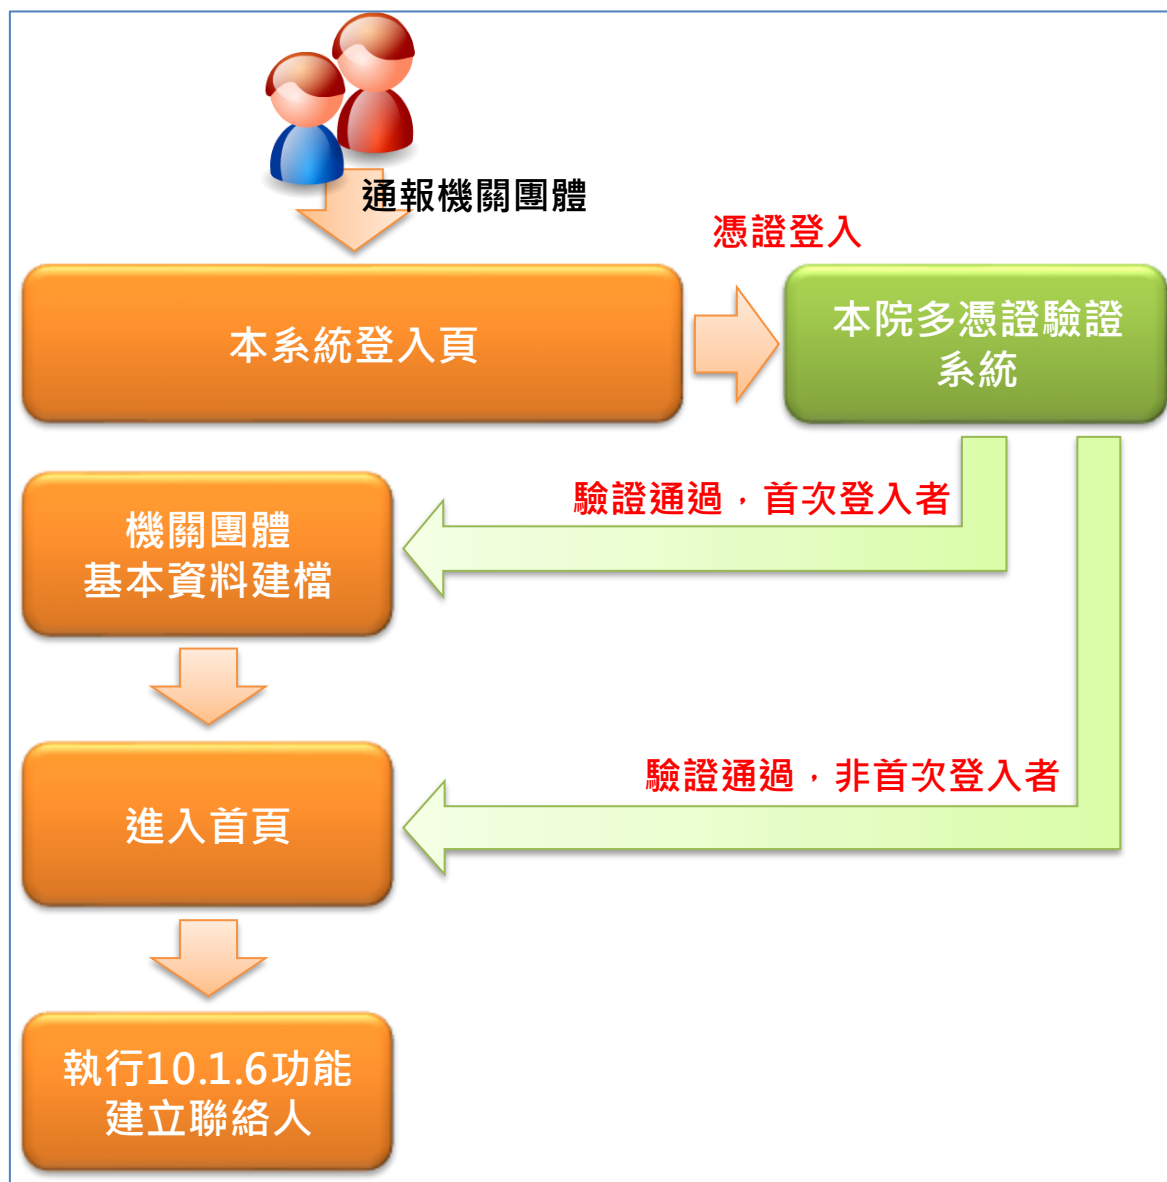 通報機關團體
憑證登入
本系統登入頁
本院多憑證驗證
系統
驗證通過，首次登入者
機關團體
基本資料建檔
驗證通過，非首次登入者
進入首頁
執行10.1.6功能
建立聯絡人